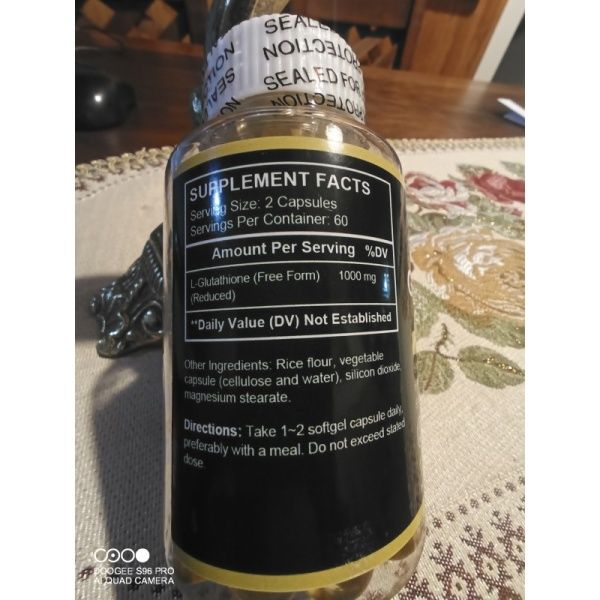 SEALED
PROTECTION
SEALED FOR
PROTECTION
SUPPLEMENT FACTS
Serving Size: 2 Capsules
Servings Per Container: 60
Amount Per Serving %DV
L-Glutathione (Free Form) 1000 mg
(Reduced)
**Daily Value (DV) Not Established
Other Ingredients: Rice flour, vegetable
capsule (cellulose and water), silicon dioxide,
magnesium stearate.
Directions: Take 1~2 softgel capsule daily,
preferably with a meal. Do not exceed stated
dose.
DOOGEE S96 PRO
AI QUAD CAMERA